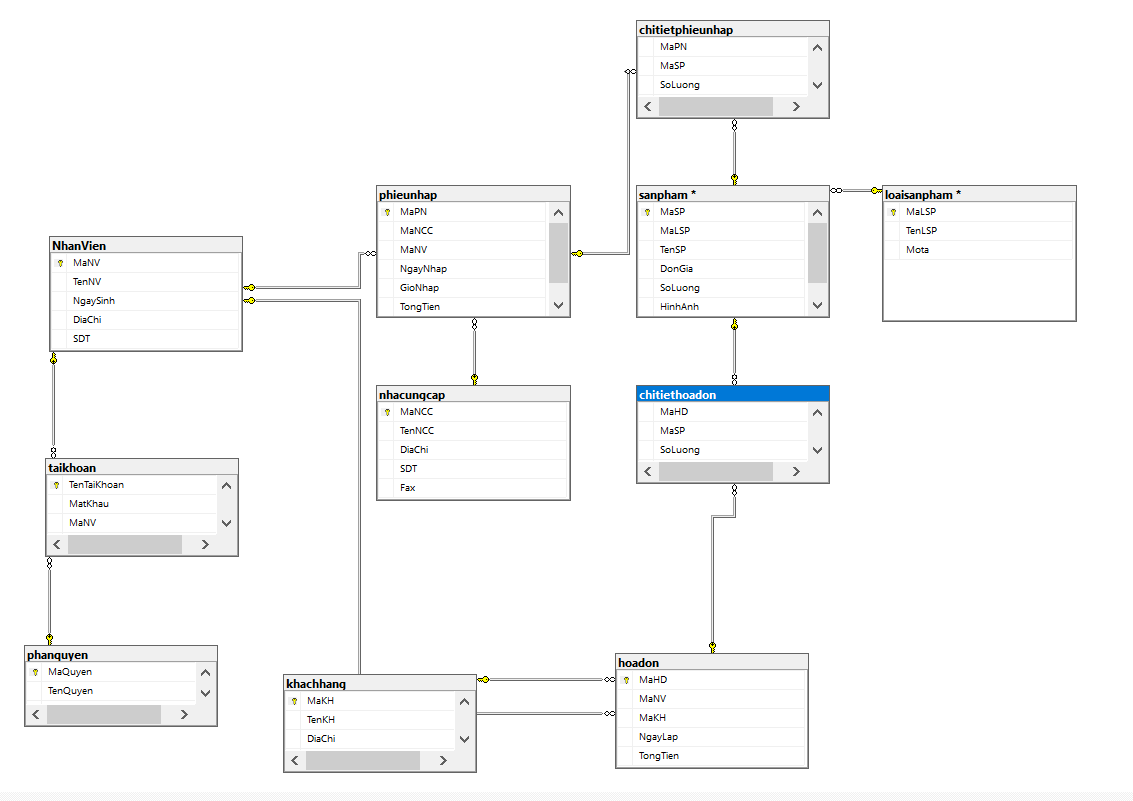 chitietphieunhap
MaPN
MaSP
SoLuong
phieunhap
MaPN
MaNCC
MaNV
NgayNhap
GioNhap
TongTien
sanpham *
MaSP
MaLSP
TenSP
DonGia
SoLuong
HinhAnh
loaisanpham *
MaLSP
TenLSP
Mota
NhanVien
MaNV
TenNV
NgaySinh
DiaChi
SDT
nhacungcap
MaNCC
TenNCC
DiaChi
SDT
Fax
chitiethoadon
MaHD
MaSP
SoLuong
taikhoan
TenTaiKhoan
MatKhau
MaNV
phanquyen
MaQuyen
TenQuyen
khachhang
MaKH
TenKH
DiaChi
hoadon
MaHD
MaNV
MaKH
NgayLap
TongTien